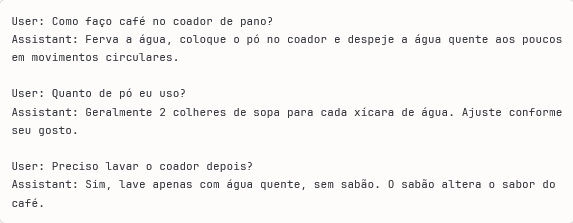 User: Como faço café no coador de pano?
Assistant: Ferva a água, coloque o pó no coador e despeje a água quente aos poucos
em movimentos circulares.
User: Quanto de pó eu uso?
Assistant: Geralmente 2 colheres de sopa para cada xícara de água. Ajuste conforme
seu gosto.
User: Preciso lavar o coador depois?
Assistant: Sim, lave apenas com água quente, sem sabão. O sabão altera o sabor do
café.